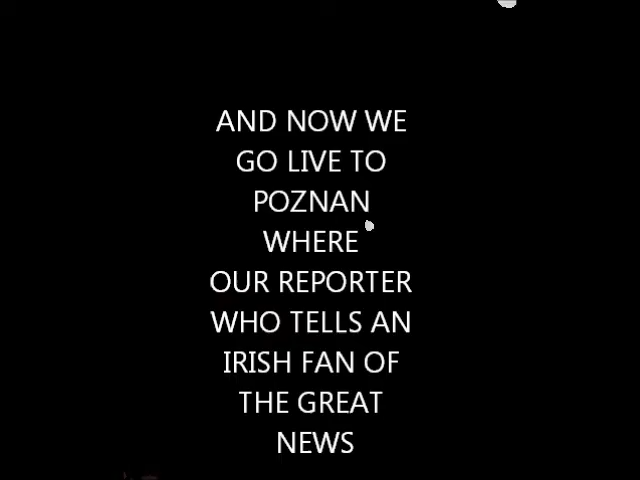 AND NOW WE
GO LIVE TO
POZNAN
WHERE
OUR REPORTER
WHO TELLS AN
IRISH FAN OF
THE GREAT
NEWS